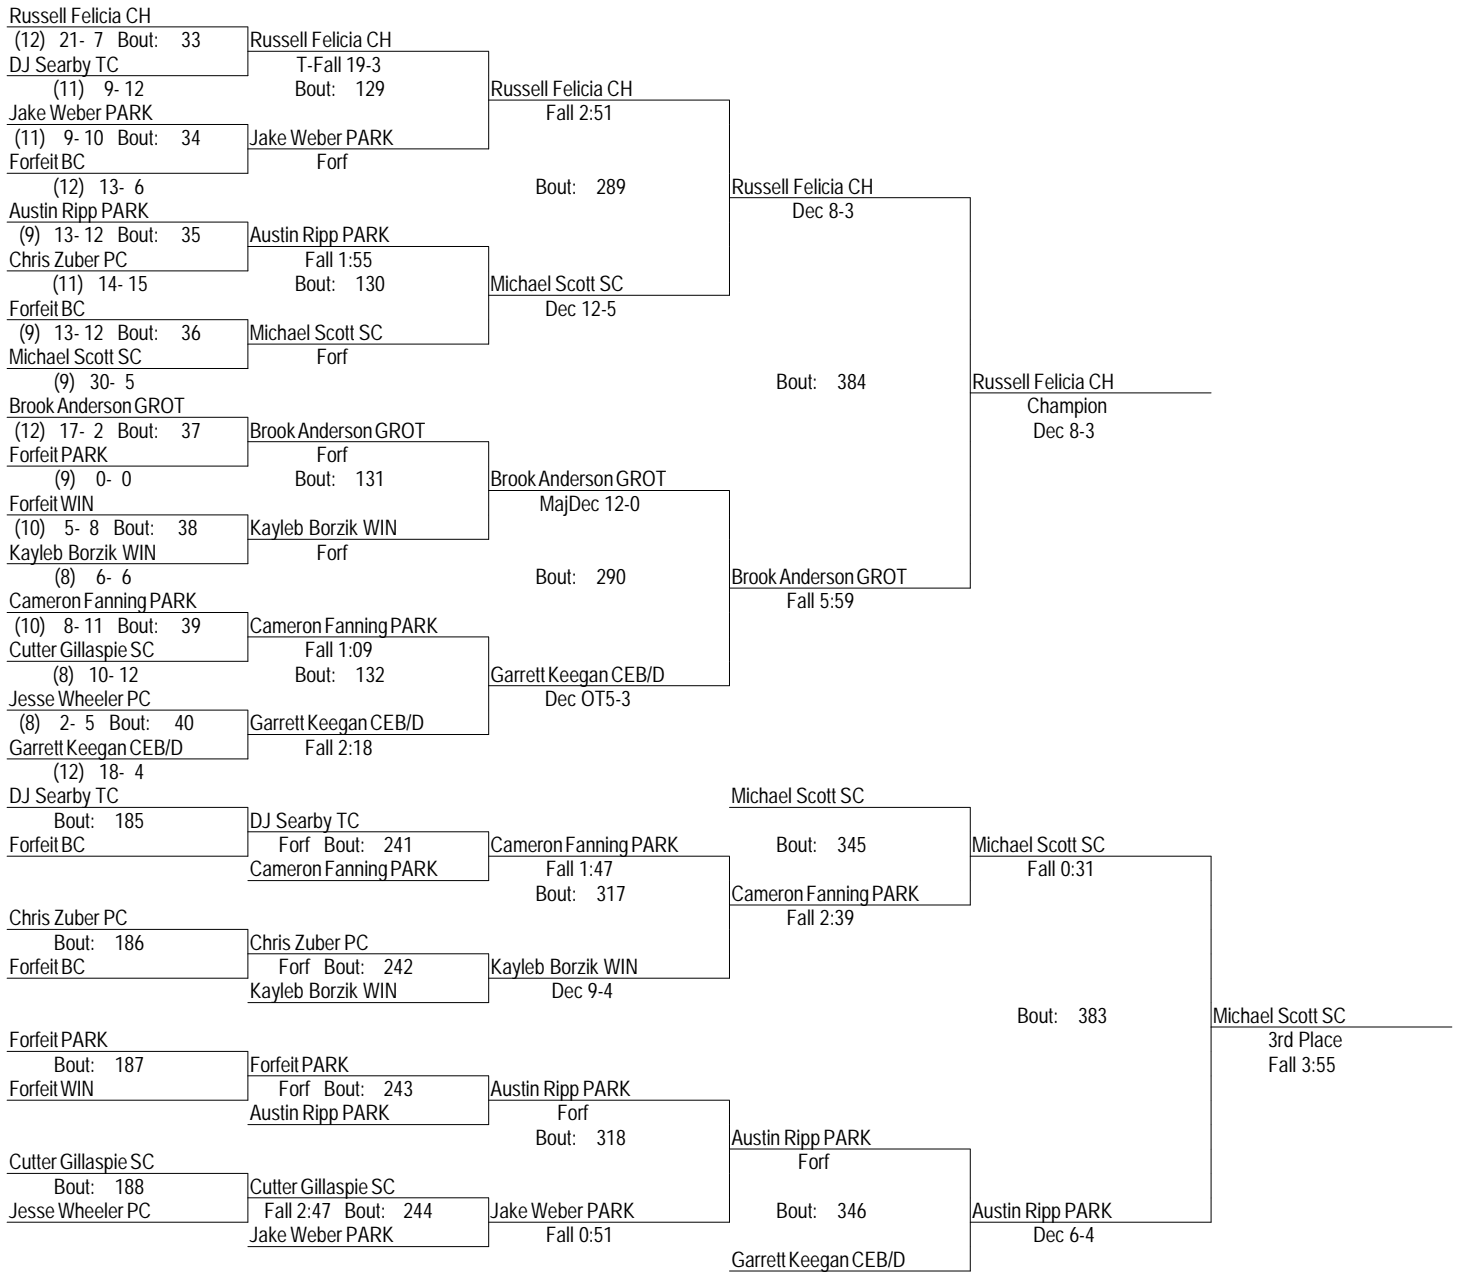 Russell Felicia CH
(12) 21- 7 Bout: 33 Russell Felicia CH
DJ Searby TC T-Fall 19-3
(11) 9- 12 Bout: 129 Russell Felicia CH
Jake Weber PARK Fall 2:51
(11) 9- 10 Bout: 34 Jake Weber PARK
Forfeit BC Forf
(12) 13- 6 Bout: 289 Russell Felicia CH
Austin Ripp PARK Dec 8-3
(9) 13- 12 Bout: 35 Austin Ripp PARK
Chris Zuber PC Fall 1:55
(11) 14- 15 Bout: 130 Michael Scott SC
Forfeit BC Dec 12-5
(9) 13- 12 Bout: 36 Michael Scott SC
Michael Scott SC Forf
(9) 30- 5 Bout: 384 Russell Felicia CH
Brook Anderson GROT Champion
(12) 17- 2 Bout: 37 Brook Anderson GROT Dec 8-3
Forfeit PARK Forf
(9) 0- 0 Bout: 131 Brook Anderson GROT
Forfeit WIN MajDec 12-0
(10) 5- 8 Bout: 38 Kayleb Borzik WIN
Kayleb Borzik WIN Forf
(8) 6- 6 Bout: 290 Brook Anderson GROT
Cameron Fanning PARK Fall 5:59
(10) 8- 11 Bout: 39 Cameron Fanning PARK
Cutter Gillaspie SC Fall 1:09
(8) 10- 12 Bout: 132 Garrett Keegan CEB/D
Jesse Wheeler PC Dec OT5-3
(8) 2- 5 Bout: 40 Garrett Keegan CEB/D
Garrett Keegan CEB/D Fall 2:18
(12) 18- 4
DJ Searby TC Michael Scott SC
Bout: 185 DJ Searby TC
Forfeit BC Forf Bout: 241 Cameron Fanning PARK Bout: 345 Michael Scott SC
Cameron Fanning PARK Fall 1:47 Fall 0:31
Bout: 317 Cameron Fanning PARK
Chris Zuber PC Fall 2:39
Bout: 186 Chris Zuber PC
Forfeit BC Forf Bout: 242 Kayleb Borzik WIN
Kayleb Borzik WIN Dec 9-4
Bout: 383 Michael Scott SC
Forfeit PARK 3rd Place
Bout: 187 Forfeit PARK Fall 3:55
Forfeit WIN Forf Bout: 243 Austin Ripp PARK
Austin Ripp PARK Forf
Bout: 318 Austin Ripp PARK
Cutter Gillaspie SC Forf
Bout: 188 Cutter Gillaspie SC
Jesse Wheeler PC Fall 2:47 Bout: 244 Jake Weber PARK Bout: 346 Austin Ripp PARK
Jake Weber PARK Fall 0:51 Dec 6-4
Garrett Keegan CEB/D